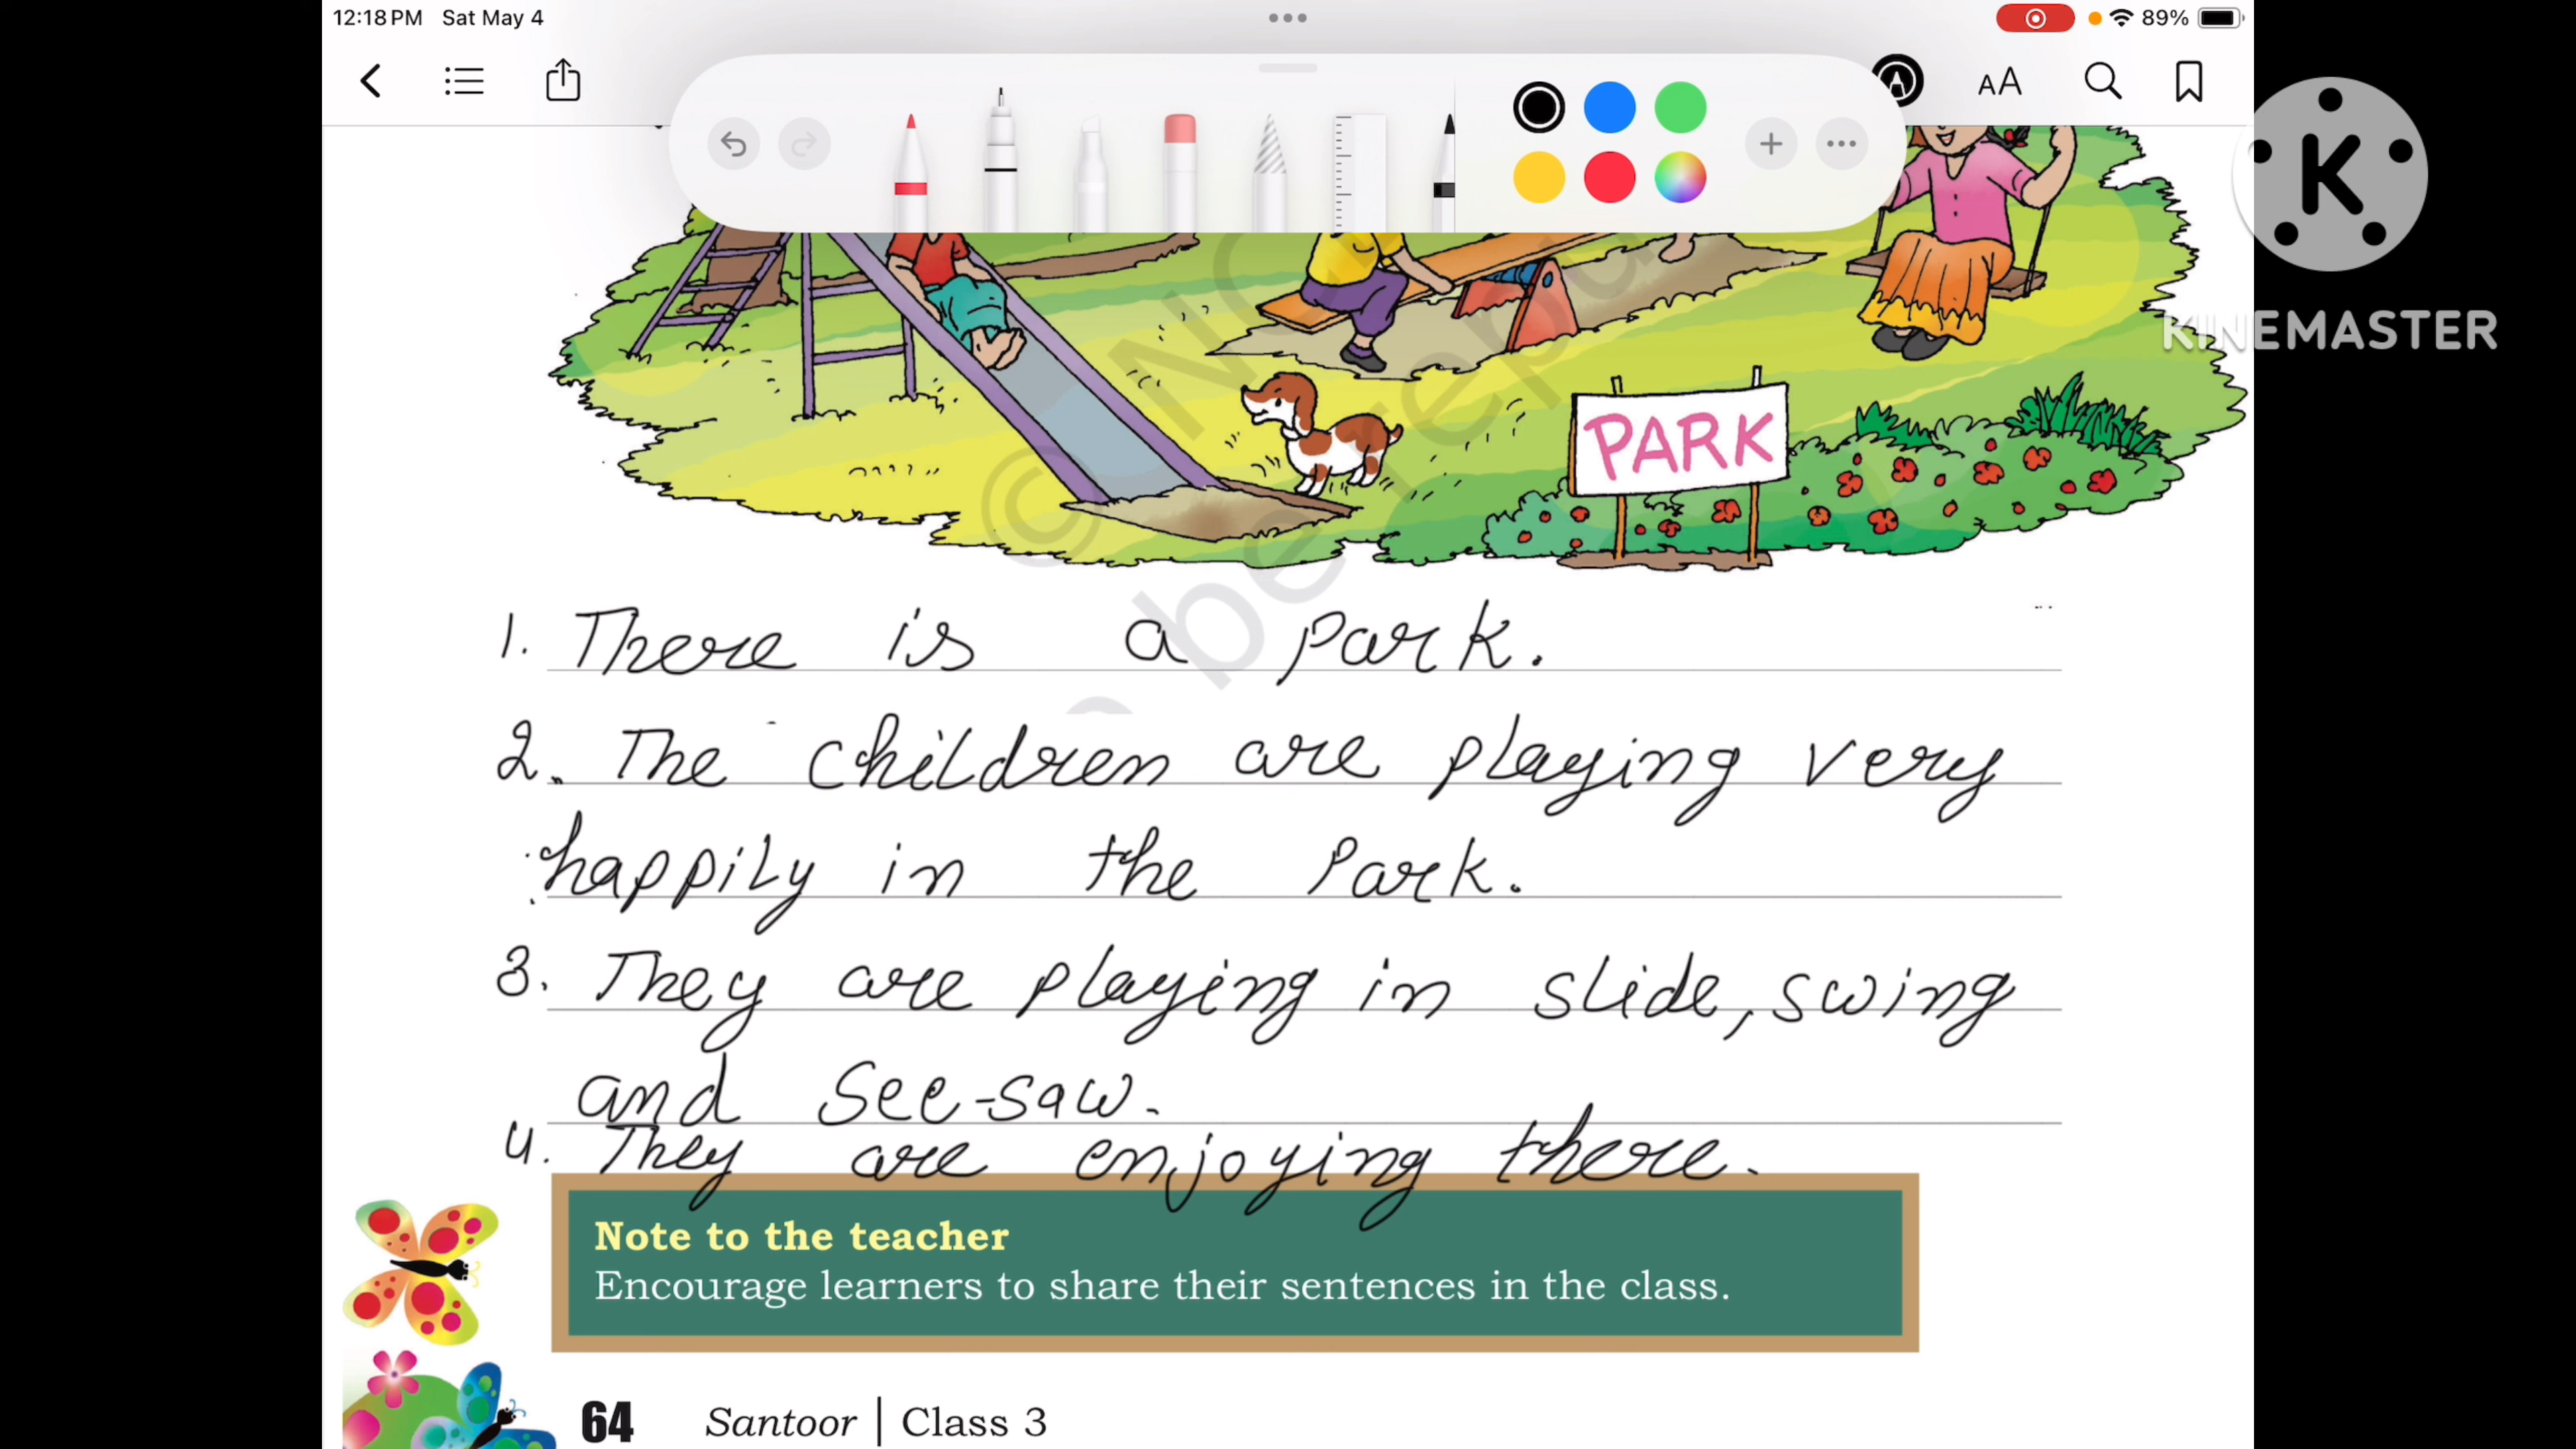 12:18 PM Sat May 4
89%
AA
K
KINEMASTER
PARK
©
be
1. There is a park.
2. The children are playing very
happily in the Park.
3. They are playing in slide, swing
and See-saw.
4. They are enjoying there.
Note to the teacher
Encourage learners to share their sentences in the class.
64 Santoor | Class 3